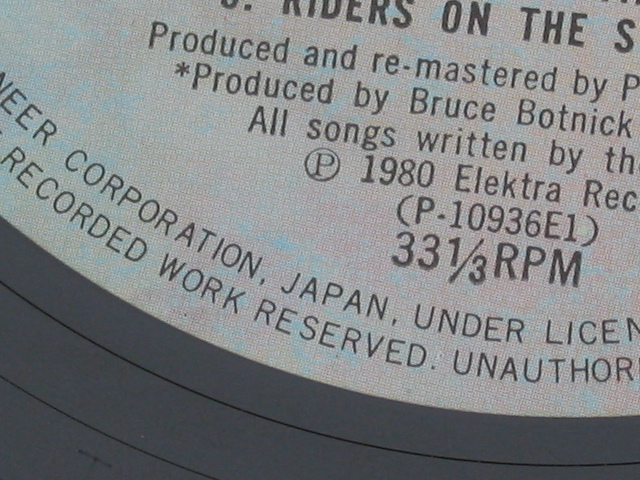 RIDERS ON THE S
Produced and re-mastered by P
*Produced by Bruce Botnick
All songs written by th
Ⓟ 1980 Elektra Rec
(P-10936E1)
33⅓RPM
NEER CORPORATION, JAPAN, UNDER LICEN
RECORDED WORK RESERVED. UNAUTHOR